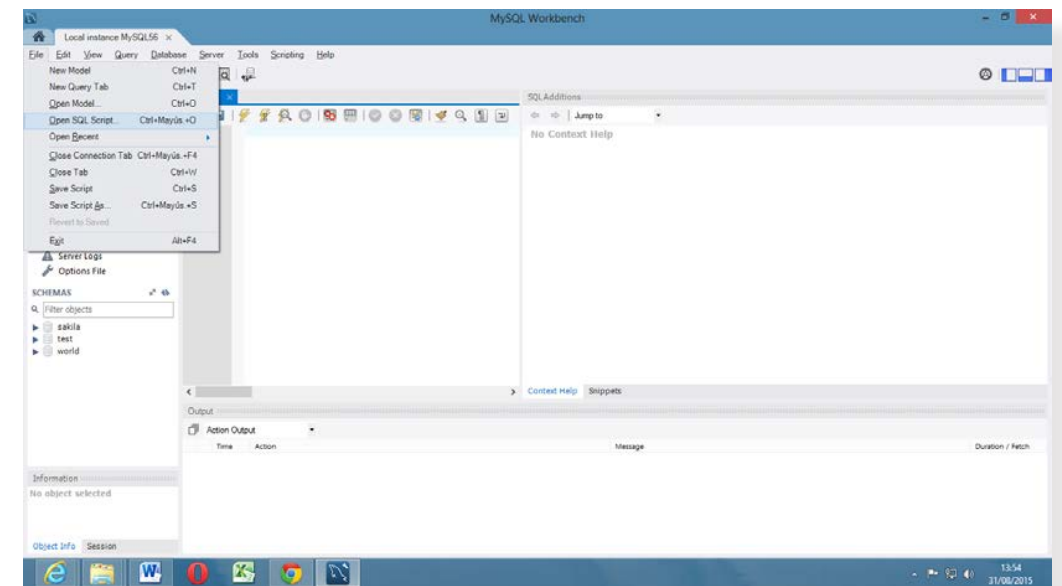 MySQL Workbench
Local instance MySQL56 ×
File Edit View Query Database Server Tools Scripting Help
New Model Ctrl+N
New Query Tab Ctrl+T
Open Model... Ctrl+O
Open SQL Script... Ctrl+Mayús.+O
Open Recent
Close Connection Tab Ctrl+Mayús.+F4
Close Tab Ctrl+W
Save Script Ctrl+S
Save Script As... Ctrl+Mayús.+S
Revert to Saved
Exit Alt+F4
Server Logs
Options File
SCHEMAS
Filter objects
sakila
test
world
Information
No object selected
Object Info Session
SQLAdditions
Jump to
No Context Help
Context Help Snippets
Output
Action Output
Time Action Message Duration / Fetch
13:54
31/08/2015